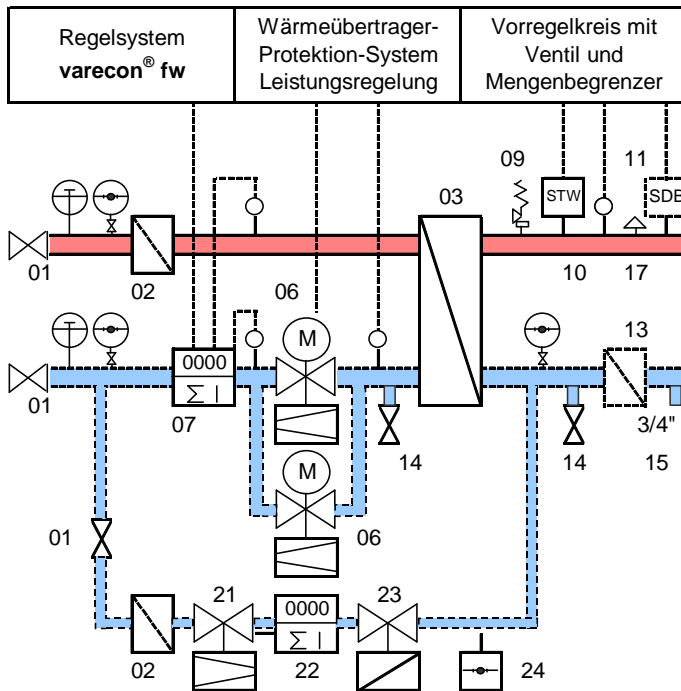 Regelsystem
varecon® fw
Wärmeübertrager-
Protektion-System
Leistungsregelung
Vorregelkreis mit
Ventil und
Mengenbegrenzer
09
03
11
STW
SDB
01
02
06
10
17
M
13
0000
Σ I
01
07
14
3/4"
14
15
M
01
06
21
23
0000
Σ I
02
22
24